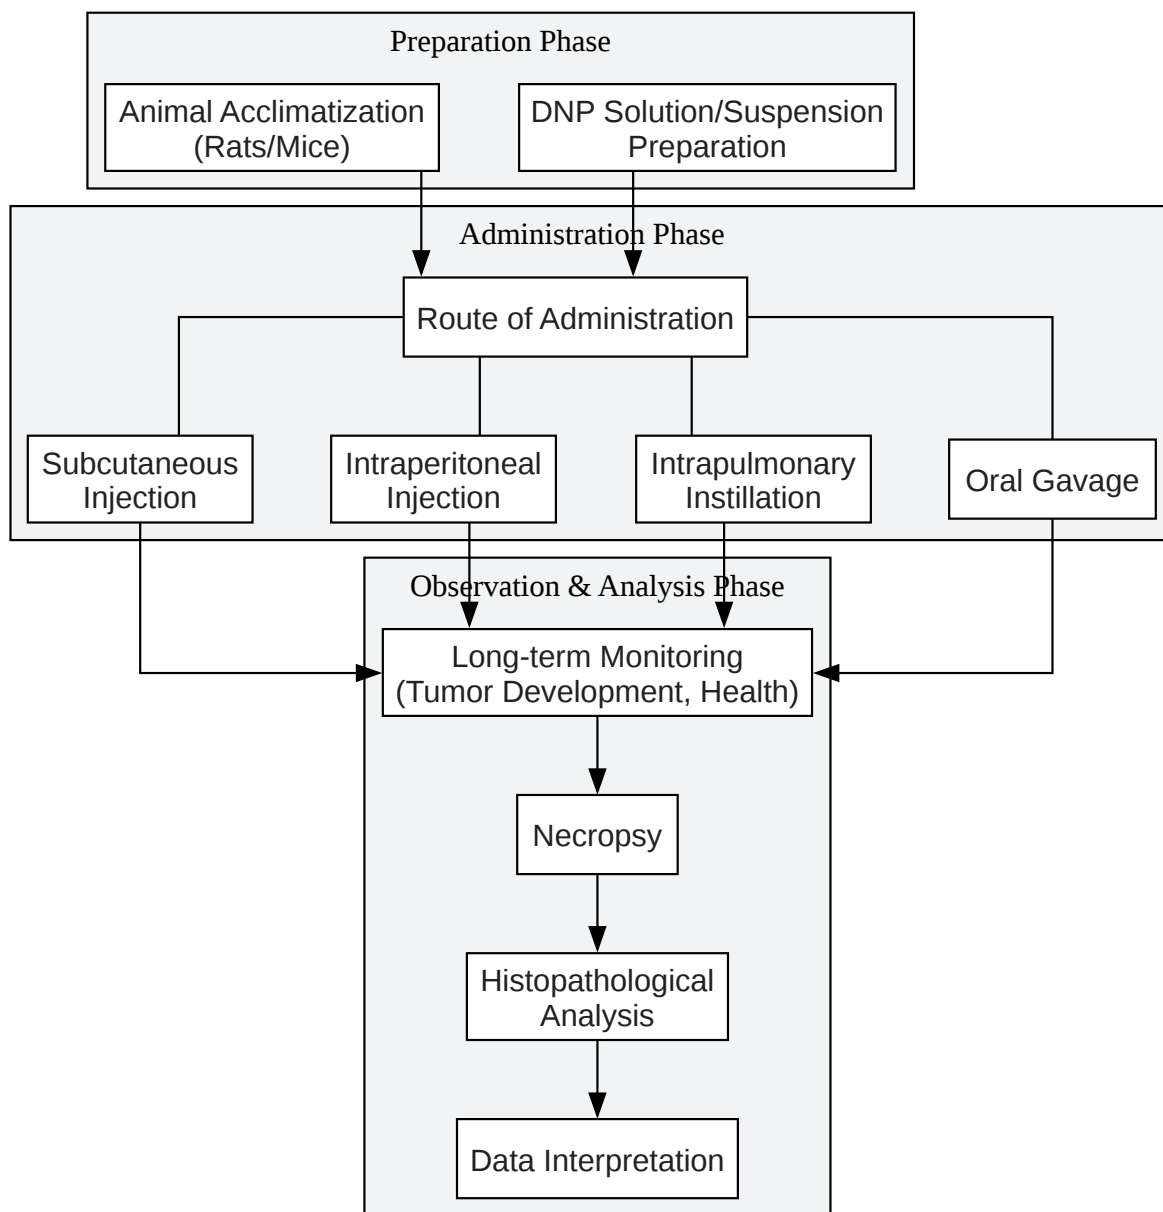 Preparation Phase
Animal Acclimatization
(Rats/Mice)
DNP Solution/Suspension
Preparation
Administration Phase
Route of Administration
Subcutaneous
Injection
Intraperitoneal
Injection
Intrapulmonary
Instillation
Oral Gavage
Observation & Analysis Phase
Long-term Monitoring
(Tumor Development, Health)
Necropsy
Histopathological
Analysis
Data Interpretation